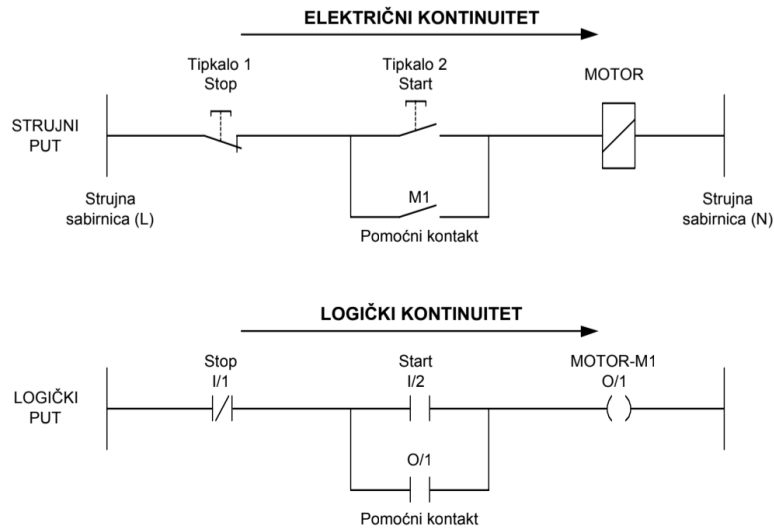 ELEKTRIČNI KONTINUITET
Tipkalo 1
Stop
Tipkalo 2
Start
MOTOR
STRUJNI
PUT
Strujna
sabirnica (L)
M1
Pomoćni kontakt
Strujna
sabirnica (N)
LOGIČKI KONTINUITET
Stop
I/1
Start
I/2
MOTOR-M1
O/1
LOGIČKI
PUT
O/1
Pomoćni kontakt